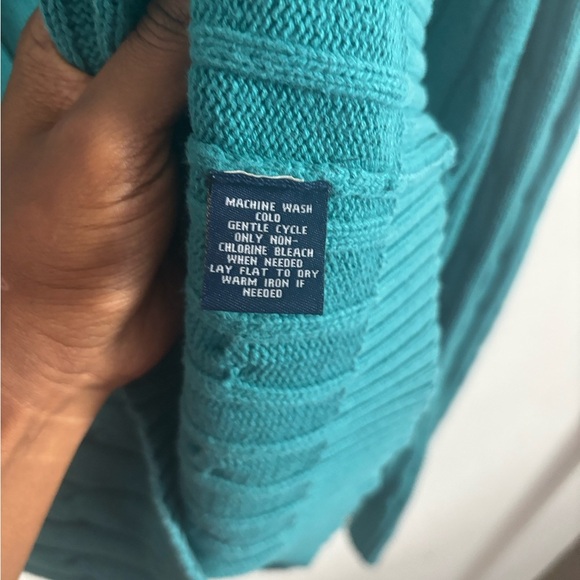 MACHINE WASH
COLD
GENTLE CYCLE
ONLY NON-
CHLORINE BLEACH
WHEN NEEDED
LAY FLAT TO DRY
WARM IRON IF
NEEDED